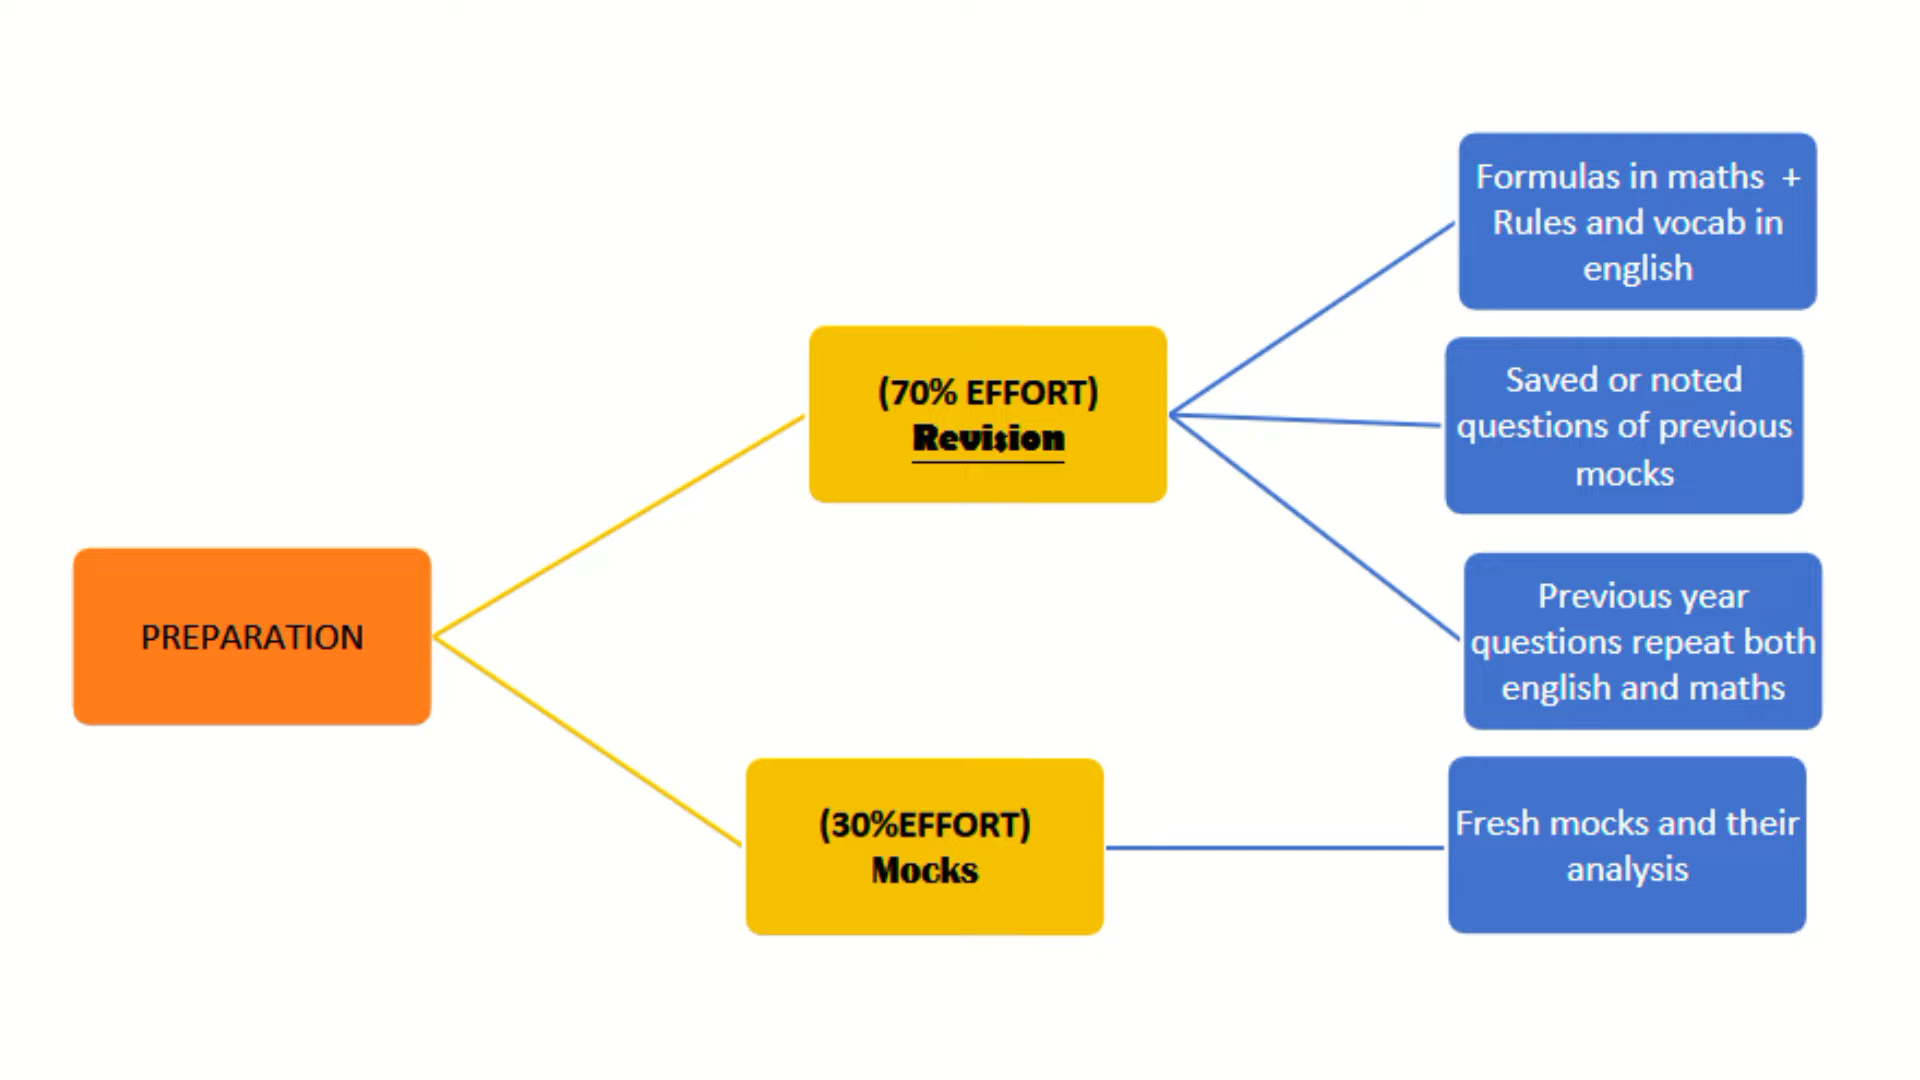 Formulas in maths +
Rules and vocab in
english
(70% EFFORT)
Revision
Saved or noted
questions of previous
mocks
PREPARATION
Previous year
questions repeat both
english and maths
(30%EFFORT)
Mocks
Fresh mocks and their
analysis